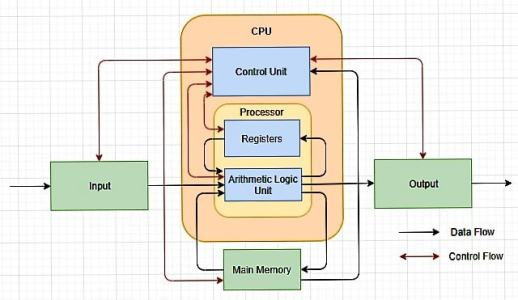 CPU
Control Unit
Processor
Registers
Arithmetic Logic
Unit
Input
Output
Main Memory
Data Flow
Control Flow